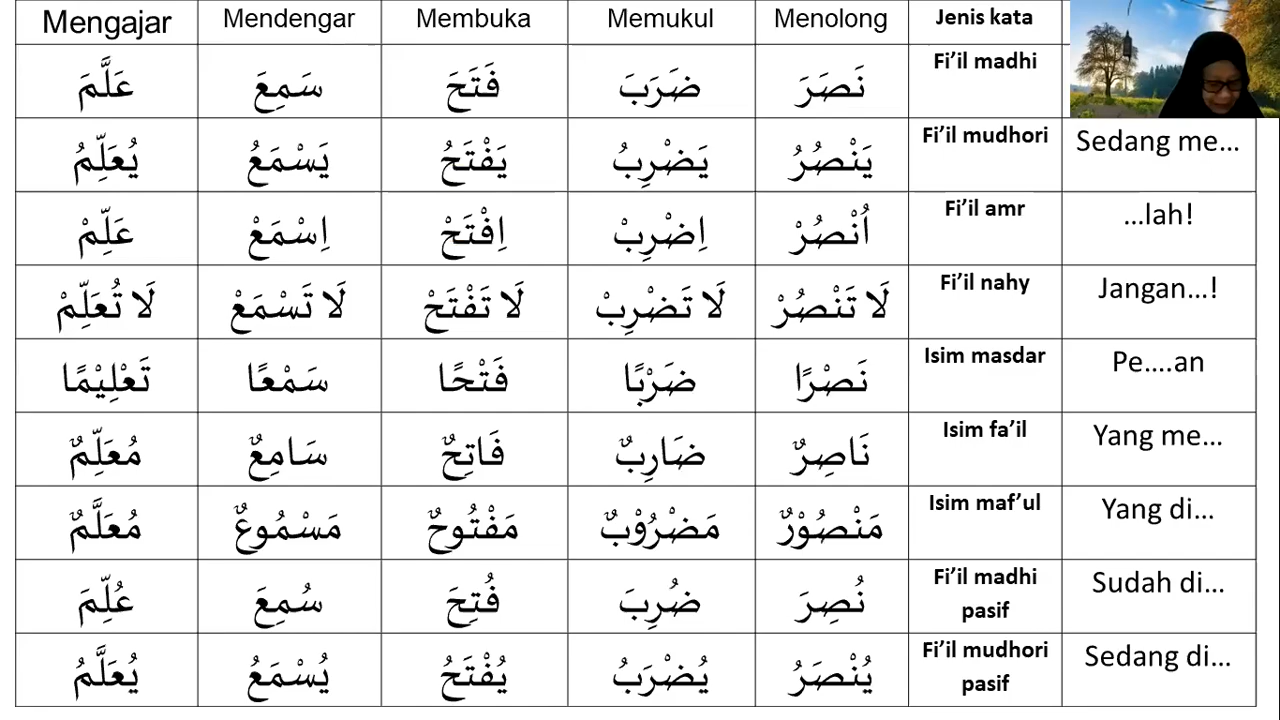 Mengajar Mendengar Membuka Memukul Menolong Jenis kata
عَلَّمَ سَمِعَ فَتَحَ ضَرَبَ نَصَرَ Fi’il madhi
يُعَلِّمُ يَسْمَعُ يَفْتَحُ يَضْرِبُ يَنْصُرُ Fi’il mudhori Sedang me...
عَلِّمْ اِسْمَعْ اِفْتَحْ اِضْرِبْ اُنْصُرْ Fi’il amr ...lah!
لَا تُعَلِّمْ لَا تَسْمَعْ لَا تَفْتَحْ لَا تَضْرِبْ لَا تَنْصُرْ Fi’il nahy Jangan...!
تَعْلِيْمًا سَمْعًا فَتْحًا ضَرْبًا نَصْرًا Isim masdar Pe....an
مُعَلِّمٌ سَامِعٌ فَاتِحٌ ضَارِبٌ نَاصِرٌ Isim fa’il Yang me...
مُعَلَّمٌ مَسْمُوعٌ مَفْتُوحٌ مَضْرُوْبٌ مَنْصُوْرٌ Isim maf’ul Yang di...
عُلِّمَ سُمِعَ فُتِحَ ضُرِبَ نُصِرَ Fi’il madhi pasif Sudah di...
يُعَلَّمُ يُسْمَعُ يُفْتَحُ يُضْرَبُ يُنْصَرُ Fi’il mudhori pasif Sedang di...